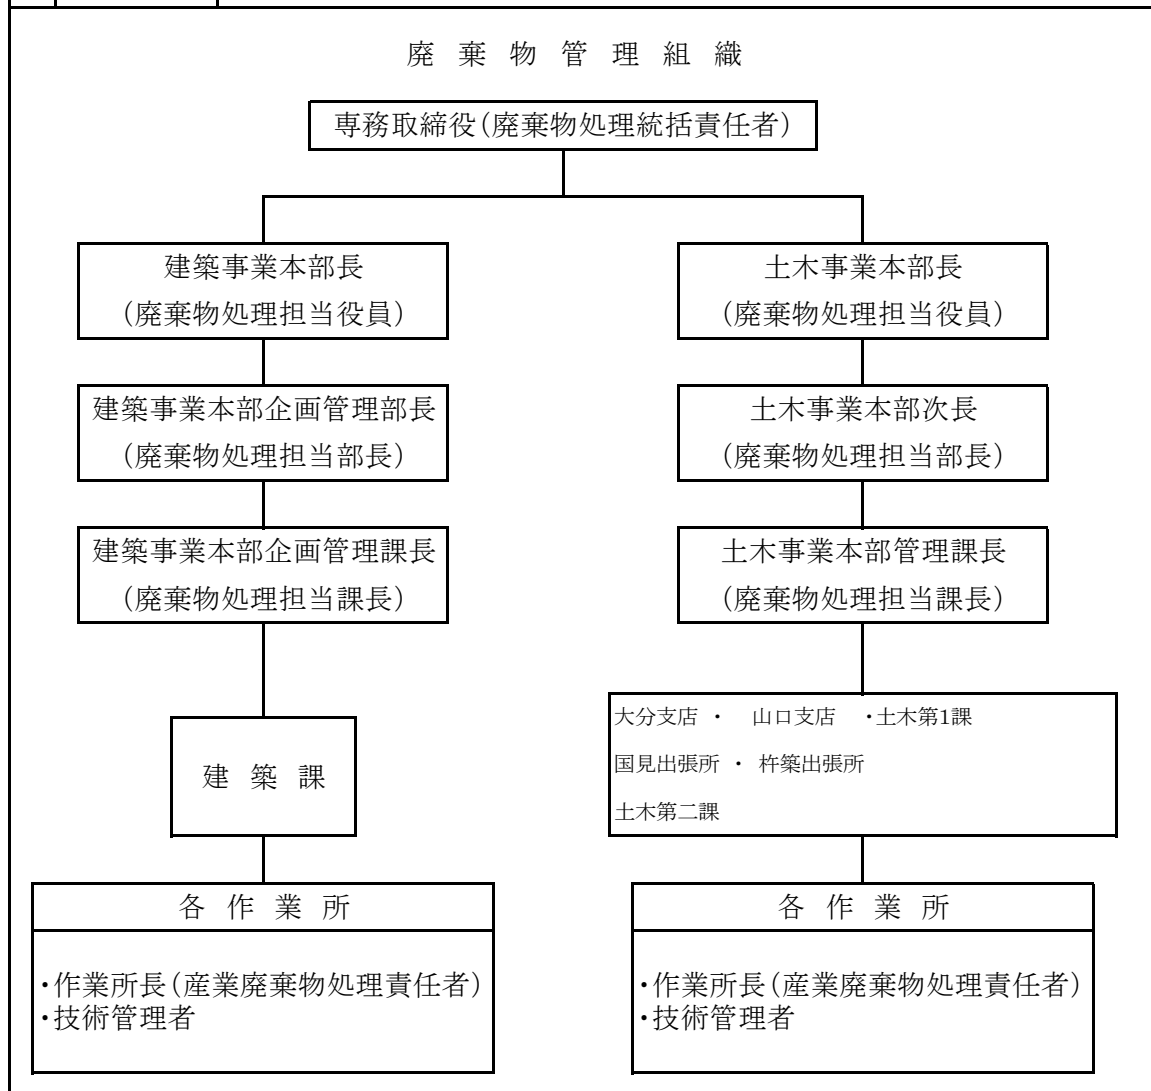 廃棄物管理組織
専務取締役(廃棄物処理統括責任者)
建築事業本部長
(廃棄物処理担当役員)
土木事業本部長
(廃棄物処理担当役員)
建築事業本部企画管理部長
(廃棄物処理担当部長)
土木事業本部次長
(廃棄物処理担当部長)
建築事業本部企画管理課長
(廃棄物処理担当課長)
土木事業本部管理課長
(廃棄物処理担当課長)
建築課
大分支店 ・ 山口支店 ・土木第1課
国見出張所 ・ 杵築出張所
土木第二課
各作業所
・作業所長(産業廃棄物処理責任者)
・技術管理者
各作業所
・作業所長(産業廃棄物処理責任者)
・技術管理者